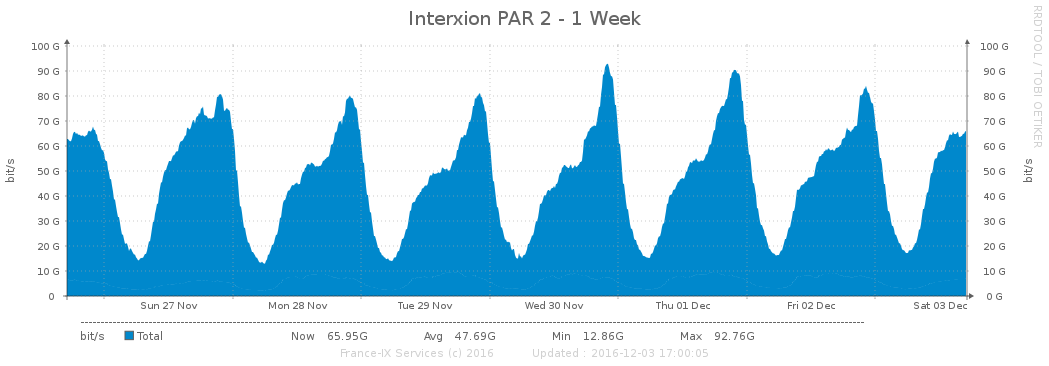 Interxion PAR 2 - 1 Week
RRDTOOL / TOBI OETIKER
bit/s
100 G
90 G
80 G
70 G
60 G
50 G
40 G
30 G
20 G
10 G
0
100 G
90 G
80 G
70 G
60 G
50 G
40 G
30 G
20 G
10 G
0 G
bit/s
Sun 27 Nov Mon 28 Nov Tue 29 Nov Wed 30 Nov Thu 01 Dec Fri 02 Dec Sat 03 Dec
bit/s Total Now 65.95G Avg 47.69G Min 12.86G Max 92.76G
France-IX Services (c) 2016 Updated : 2016-12-03 17:00:05